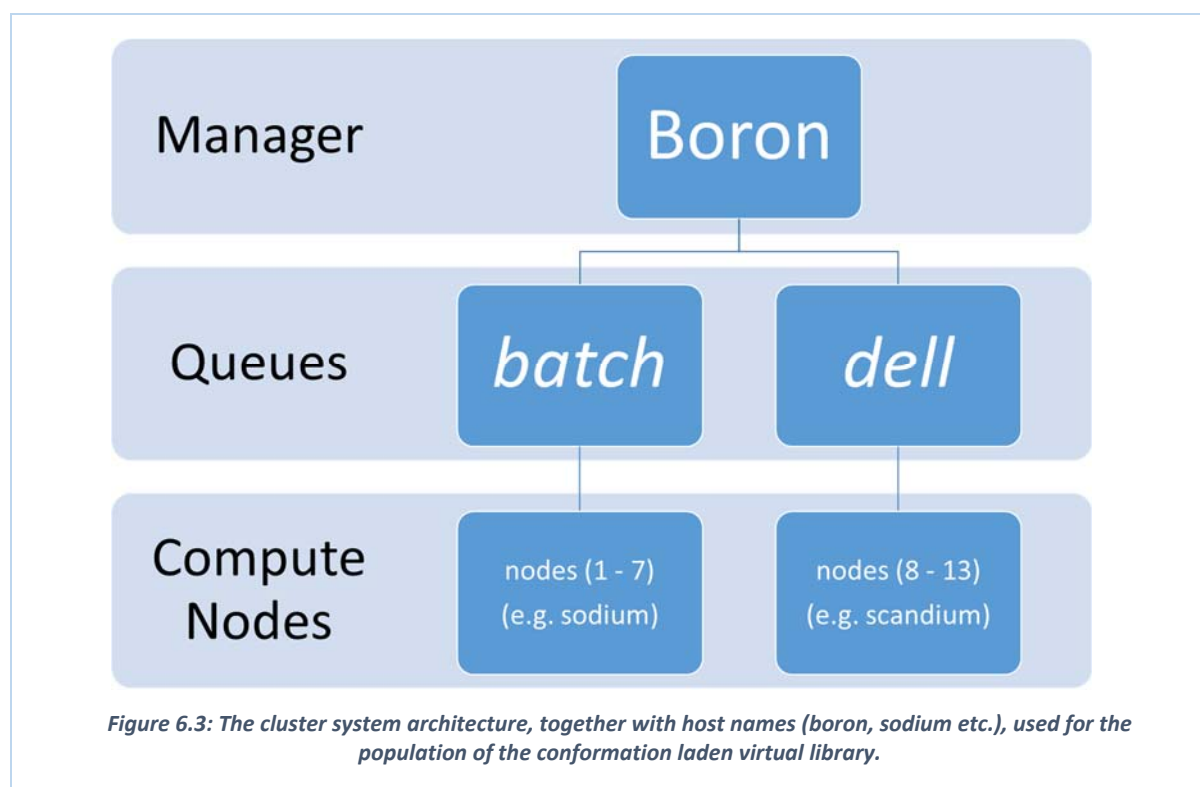 Manager
Boron
Queues
batch
dell
Compute
Nodes
nodes (1 - 7)
(e.g. sodium)
nodes (8 - 13)
(e.g. scandium)
Figure 6.3: The cluster system architecture, together with host names (boron, sodium etc.), used for the
population of the conformation laden virtual library.